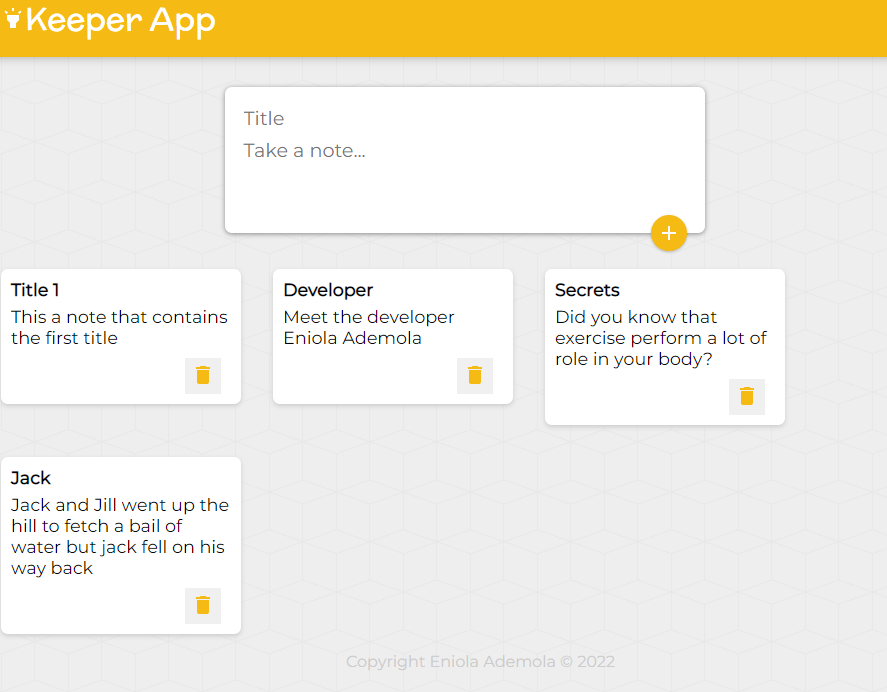 Keeper App
Title
Take a note...
Title 1
This a note that contains
the first title
Developer
Meet the developer
Eniola Ademola
Secrets
Did you know that
exercise perform a lot of
role in your body?
Jack
Jack and Jill went up the
hill to fetch a bail of
water but jack fell on his
way back
Copyright Eniola Ademola © 2022